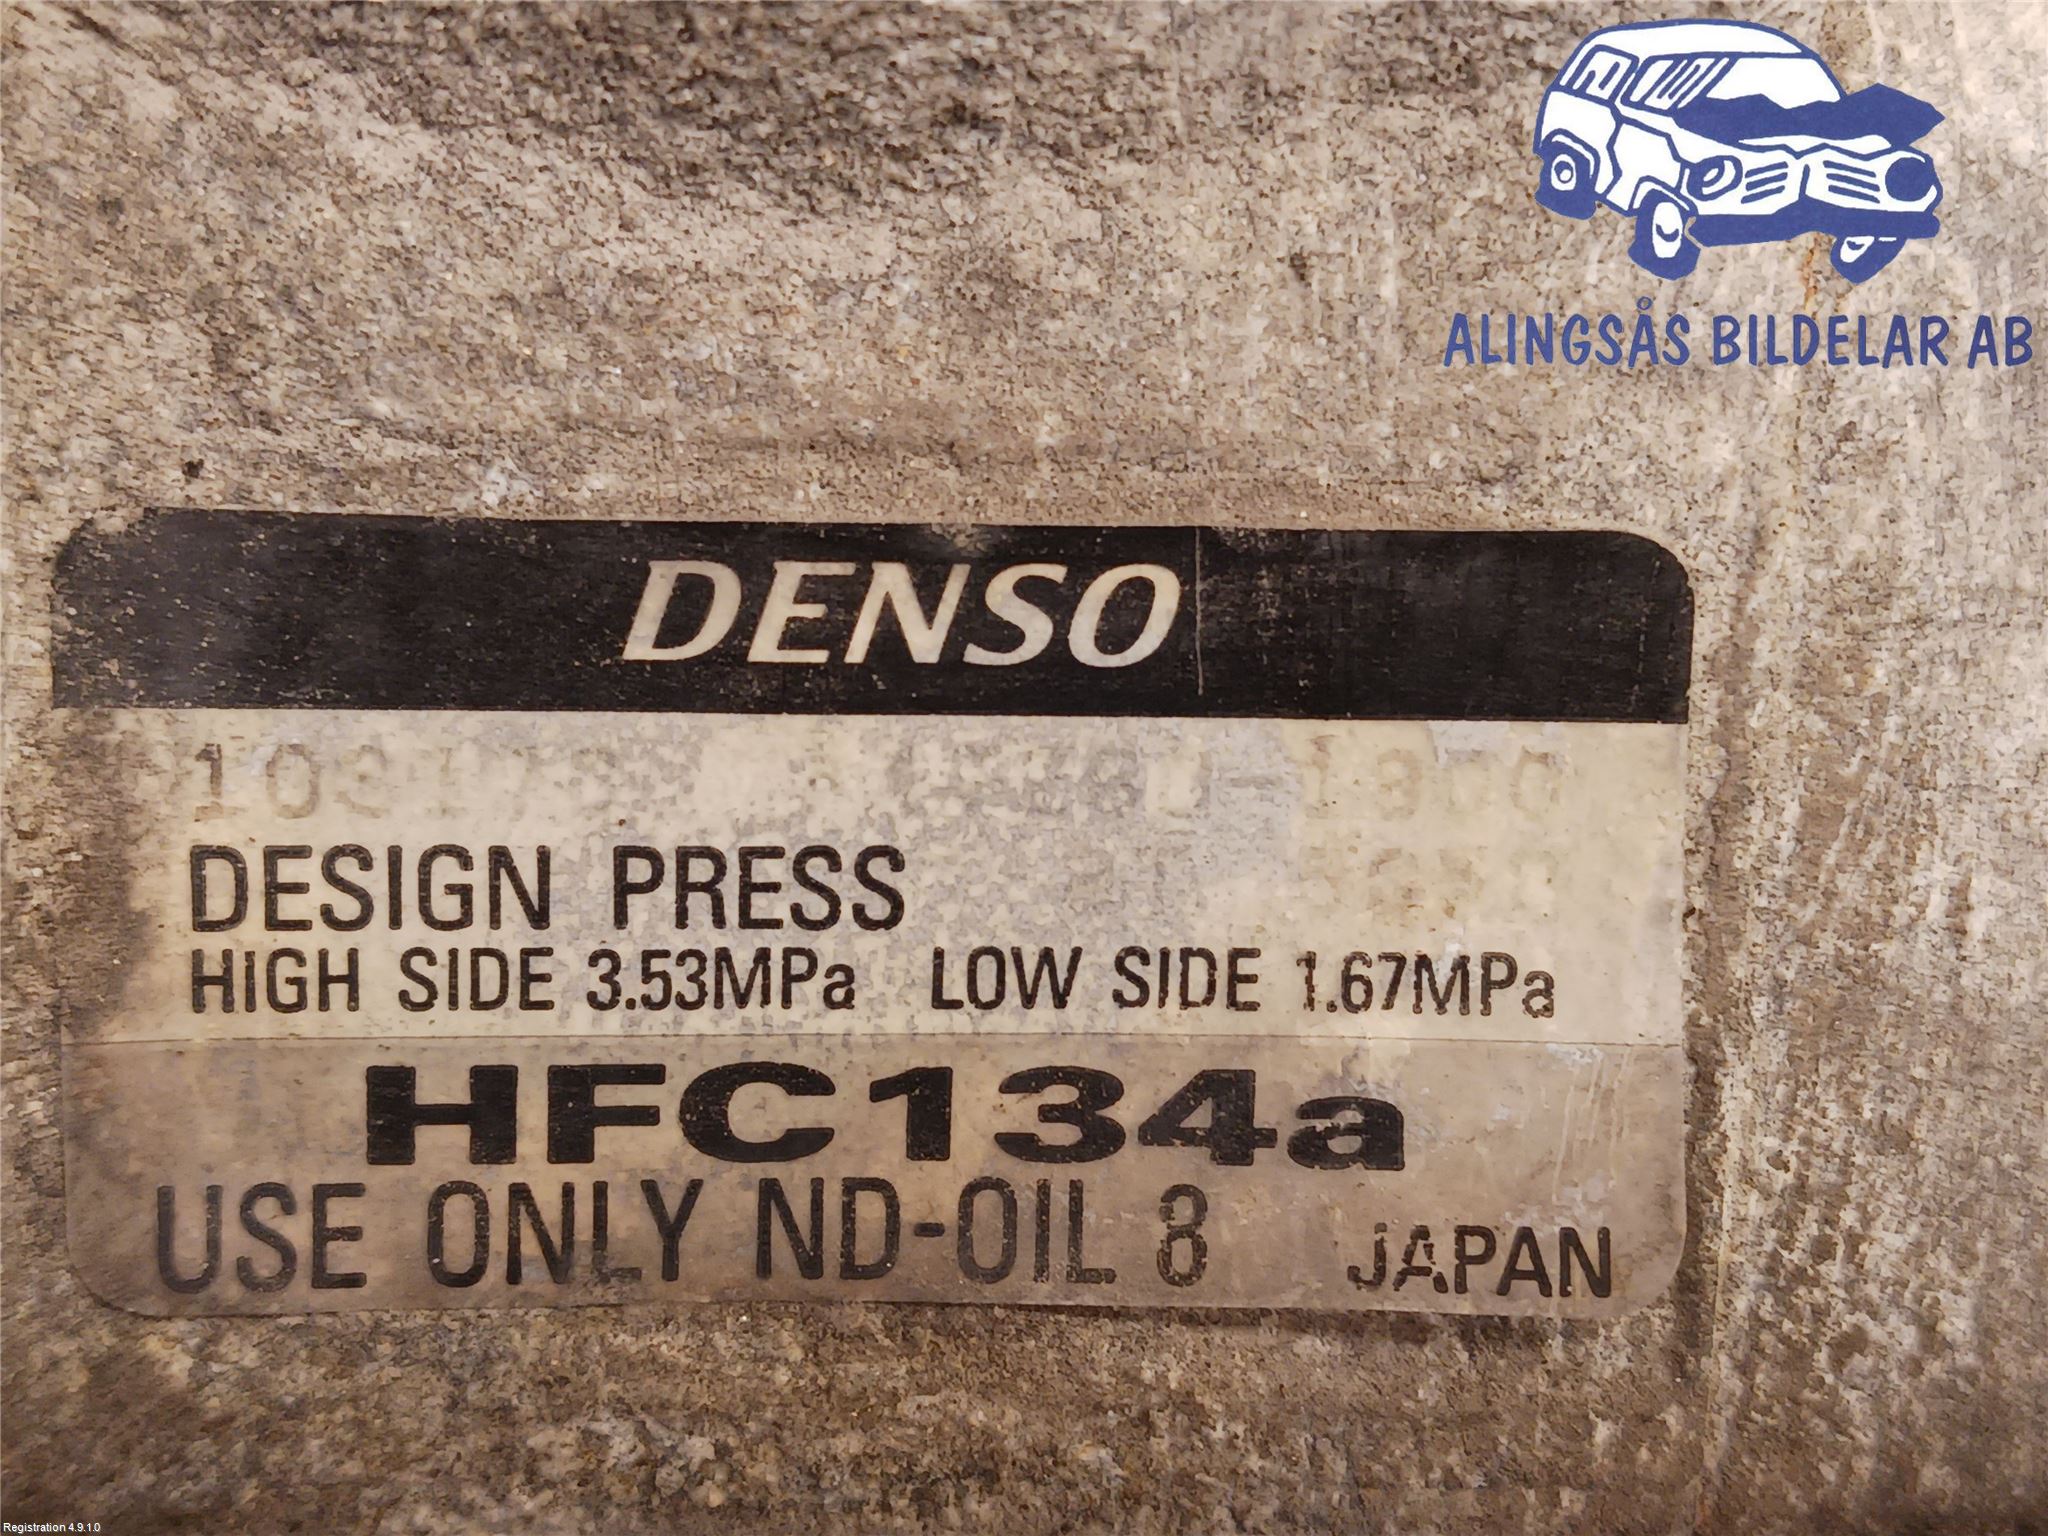 ALINGSÅS BILDELAR AB
DENSO
DESIGN PRESS
HIGH SIDE 3.53MPa LOW SIDE 1.67MPa
HFC134a
USE ONLY ND-OIL 8 JAPAN
Registration 4.9.1.0